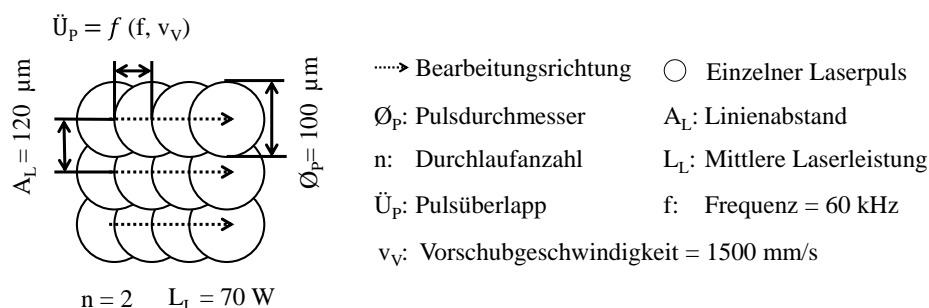 Ü_P = f (f, v_V)
A_L = 120 µm
Ø_P = 100 µm
n = 2 L_L = 70 W
Bearbeitungsrichtung
Einzelner Laserpuls
Ø_P: Pulsdurchmesser
A_L: Linienabstand
n: Durchlaufanzahl
L_L: Mittlere Laserleistung
Ü_P: Pulsüberlapp
f: Frequenz = 60 kHz
v_V: Vorschubgeschwindigkeit = 1500 mm/s